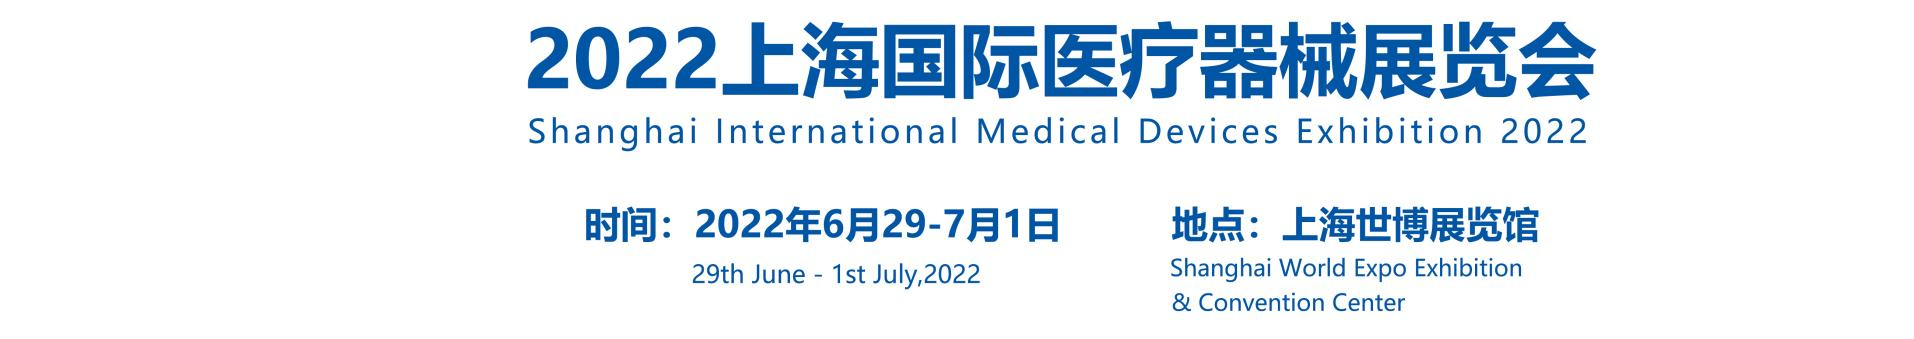 2022上海国际医疗器械展览会
Shanghai International Medical Devices Exhibition 2022
时间：2022年6月29-7月1日
29th June - 1st July,2022
地点：上海世博展览馆
Shanghai World Expo Exhibition
& Convention Center